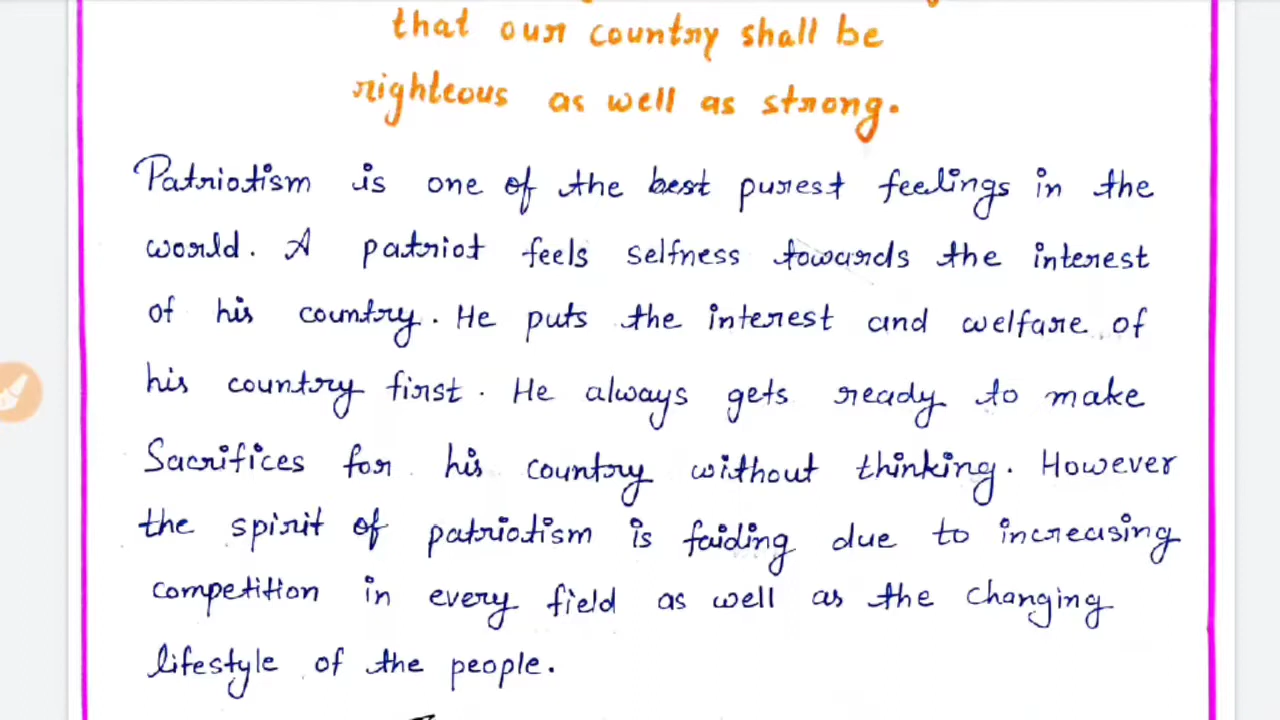 that our country shall be
righteous as well as strong.
Patriotism is one of the best purest feelings in the
world. A patriot feels selfness towards the interest
of his country. He puts the interest and welfare of
his country first. He always gets ready to make
Sacrifices for his country without thinking. However
the spirit of patriotism is faiding due to increasing
competition in every field as well as the changing
lifestyle of the people.